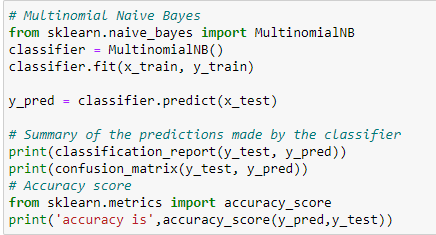 # Multinomial Naive Bayes
from sklearn.naive_bayes import MultinomialNB
classifier = MultinomialNB()
classifier.fit(x_train, y_train)
y_pred = classifier.predict(x_test)
# Summary of the predictions made by the classifier
print(classification_report(y_test, y_pred))
print(confusion_matrix(y_test, y_pred))
# Accuracy score
from sklearn.metrics import accuracy_score
print('accuracy is',accuracy_score(y_pred,y_test))